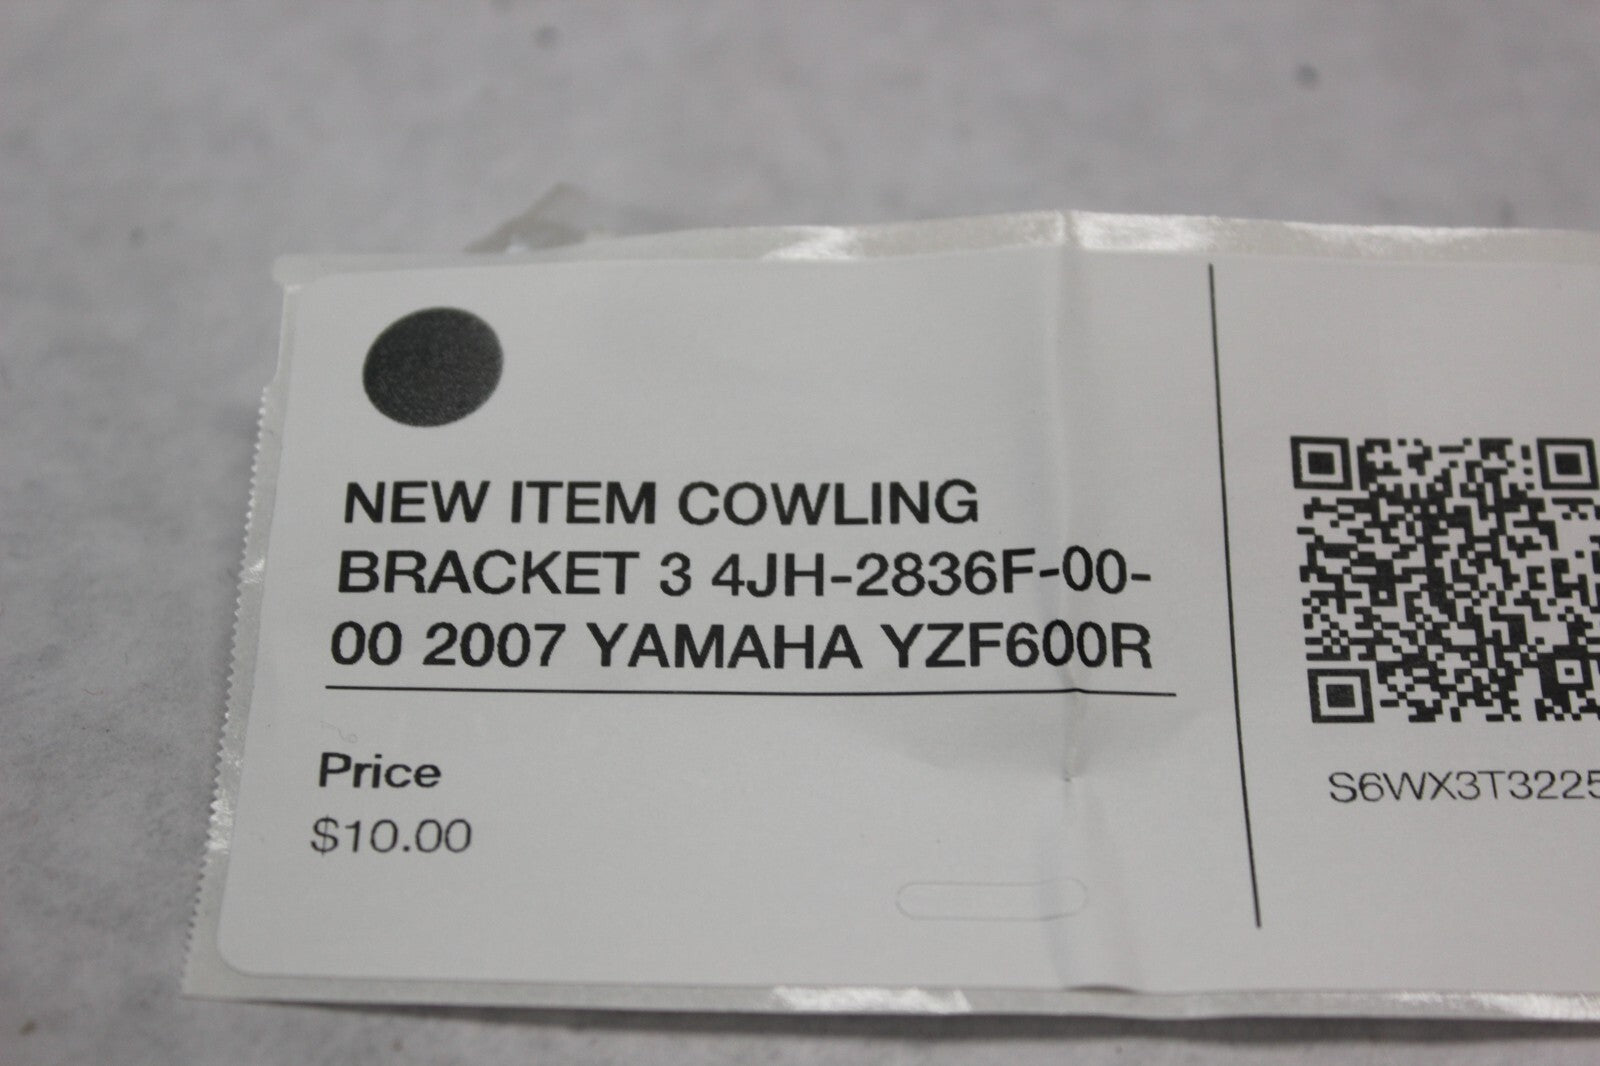 NEW ITEM COWLING
BRACKET 3 4JH-2836F-00-
00 2007 YAMAHA YZF600R
Price
$10.00
S6WX3T3225